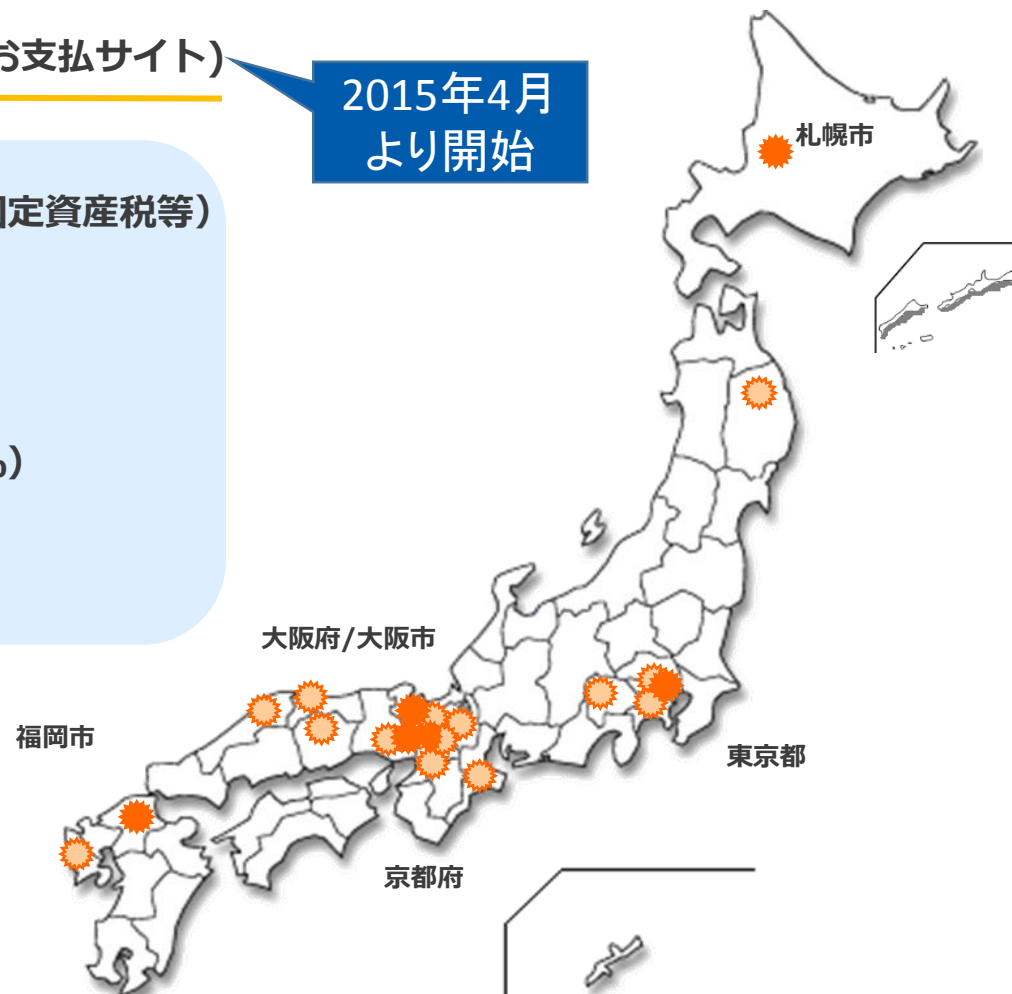 お支払サイト)
2015年4月
より開始
定資産税等）
）
札幌市
大阪府/大阪市
福岡市
東京都
京都府